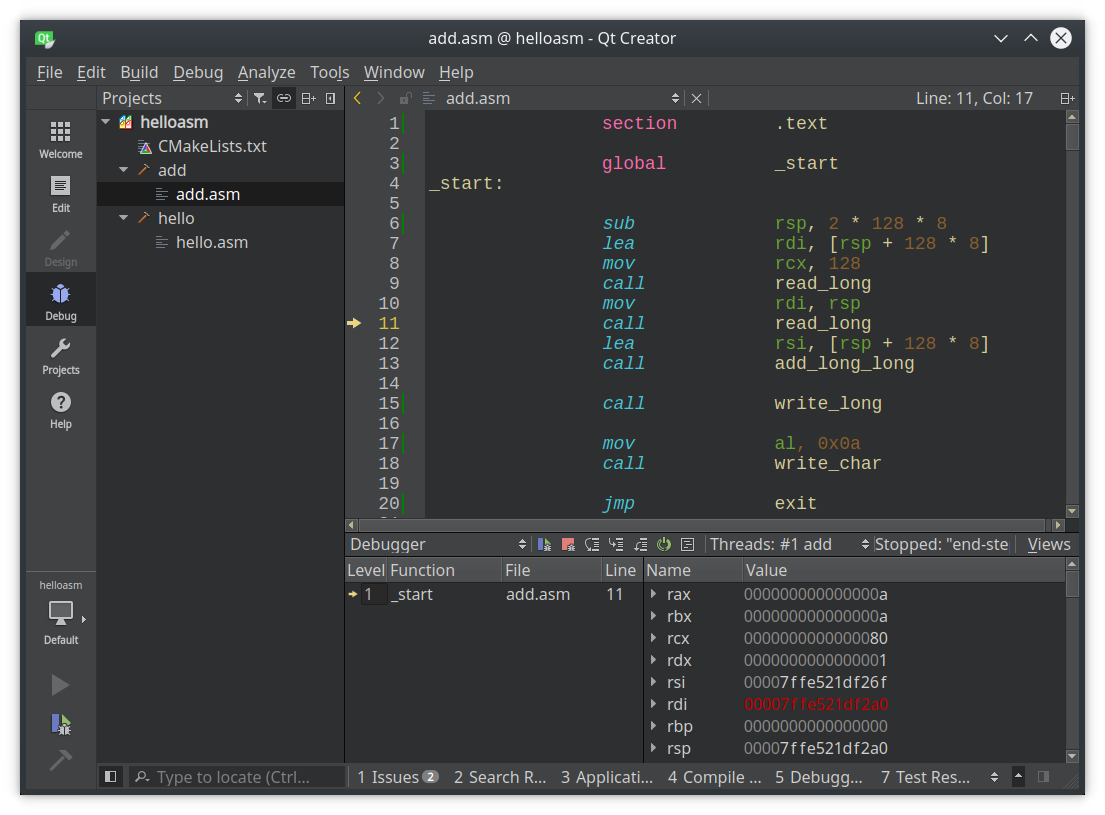 add.asm @ helloasm - Qt Creator
File Edit Build Debug Analyze Tools Window Help
Projects
add.asm
Line: 11, Col: 17
Welcome
Edit
Design
Debug
Projects
Help
helloasm
Default
helloasm
CMakeLists.txt
add
add.asm
hello
hello.asm
1 section .text
2
3 global _start
4 _start:
5
6 sub rsp, 2 * 128 * 8
7 lea rdi, [rsp + 128 * 8]
8 mov rcx, 128
9 call read_long
10 mov rdi, rsp
11 call read_long
12 lea rsi, [rsp + 128 * 8]
13 call add_long_long
14
15 call write_long
16
17 mov al, 0x0a
18 call write_char
19
20 jmp exit
Debugger Threads: #1 add Stopped: "end-ste Views
Level Function File Line
1 _start add.asm 11
Name Value
rax 000000000000000a
rbx 000000000000000a
rcx 0000000000000080
rdx 0000000000000001
rsi 00007ffe521df26f
rdi 00007ffe521df2a0
rbp 0000000000000000
rsp 00007ffe521df2a0
Type to locate (Ctrl... 1 Issues 2 2 Search R... 3 Applicati... 4 Compile ... 5 Debugg... 7 Test Res...